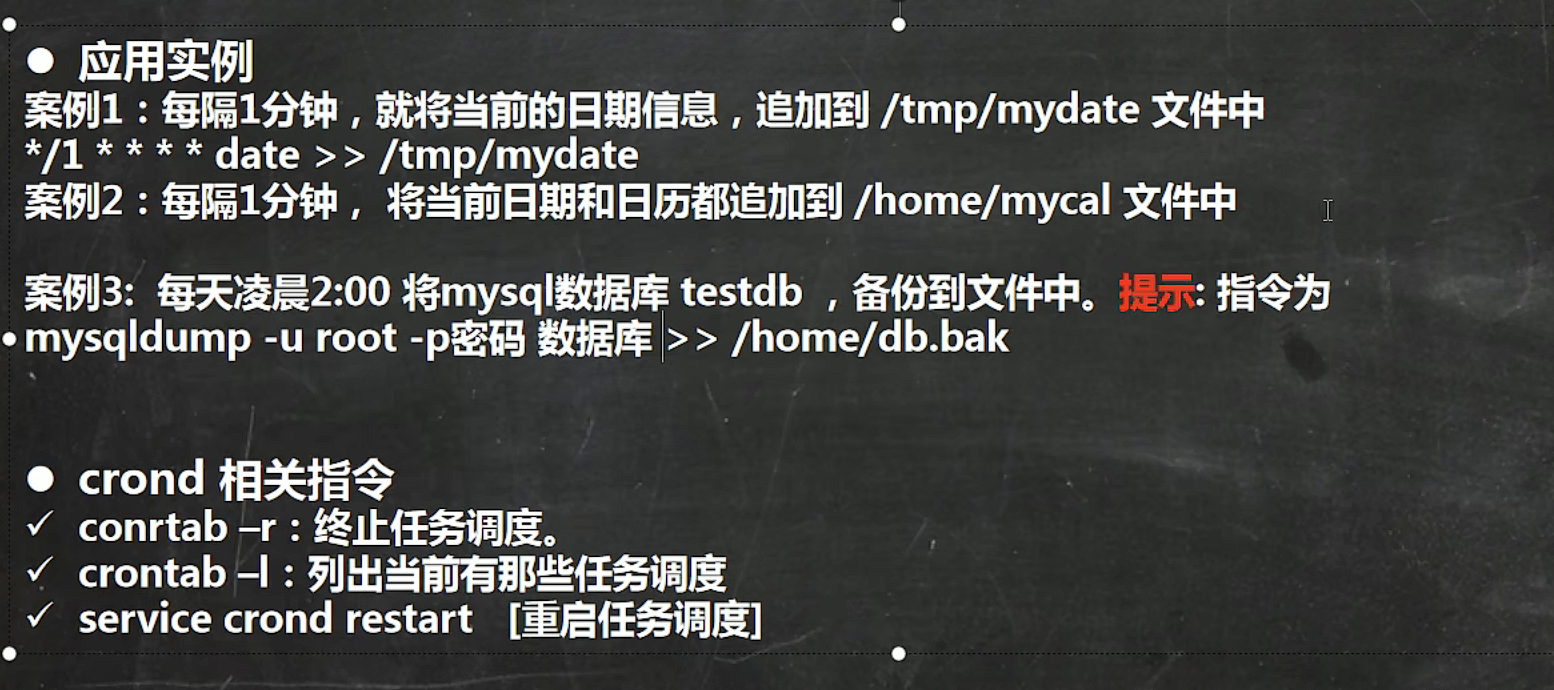 ● 应用实例
案例1：每隔1分钟，就将当前的日期信息，追加到 /tmp/mydate 文件中
*/1 * * * * date >> /tmp/mydate
案例2：每隔1分钟， 将当前日期和日历都追加到 /home/mycal 文件中
案例3: 每天凌晨2:00 将mysql数据库 testdb ，备份到文件中。提示: 指令为
mysqldump -u root -p密码 数据库 >> /home/db.bak
● crond 相关指令
✓ conrtab –r：终止任务调度。
✓ crontab –l：列出当前有那些任务调度
✓ service crond restart [重启任务调度]